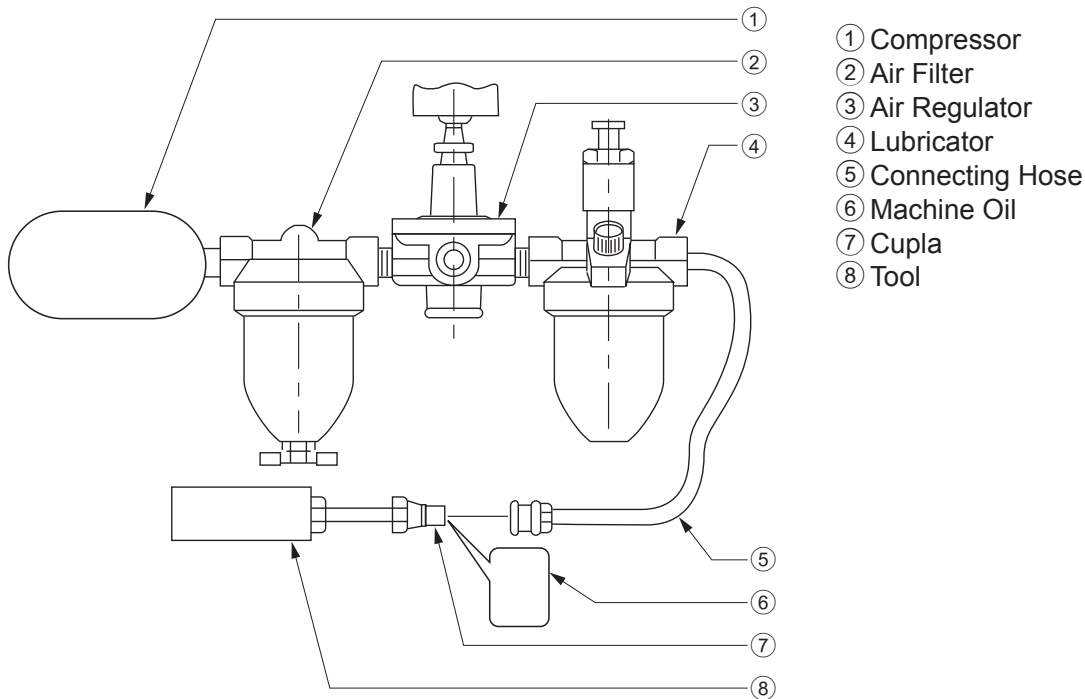 ①
②
③
④
⑤
⑥
⑦
⑧
① Compressor
② Air Filter
③ Air Regulator
④ Lubricator
⑤ Connecting Hose
⑥ Machine Oil
⑦ Cupla
⑧ Tool